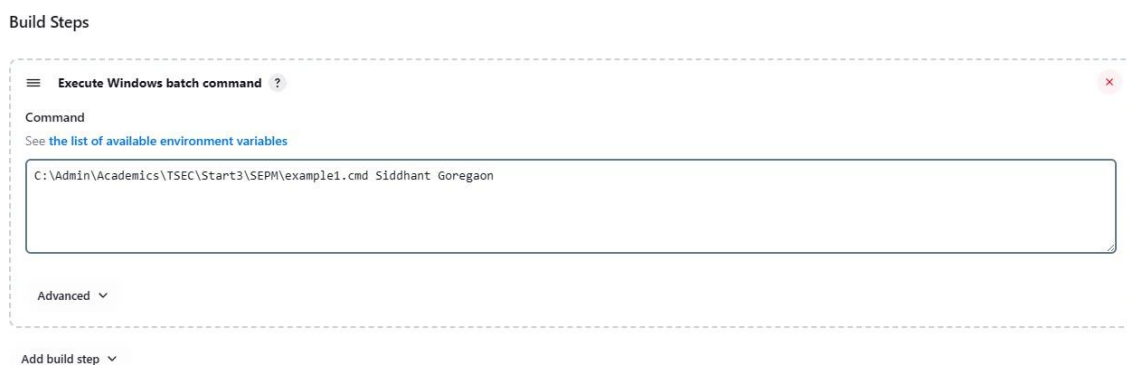 Build Steps
Execute Windows batch command ?
Command
See the list of available environment variables
C:\Admin\Academics\TSEC\Start3\SEPM\example1.cmd Siddhant Goregaon
Advanced
Add build step